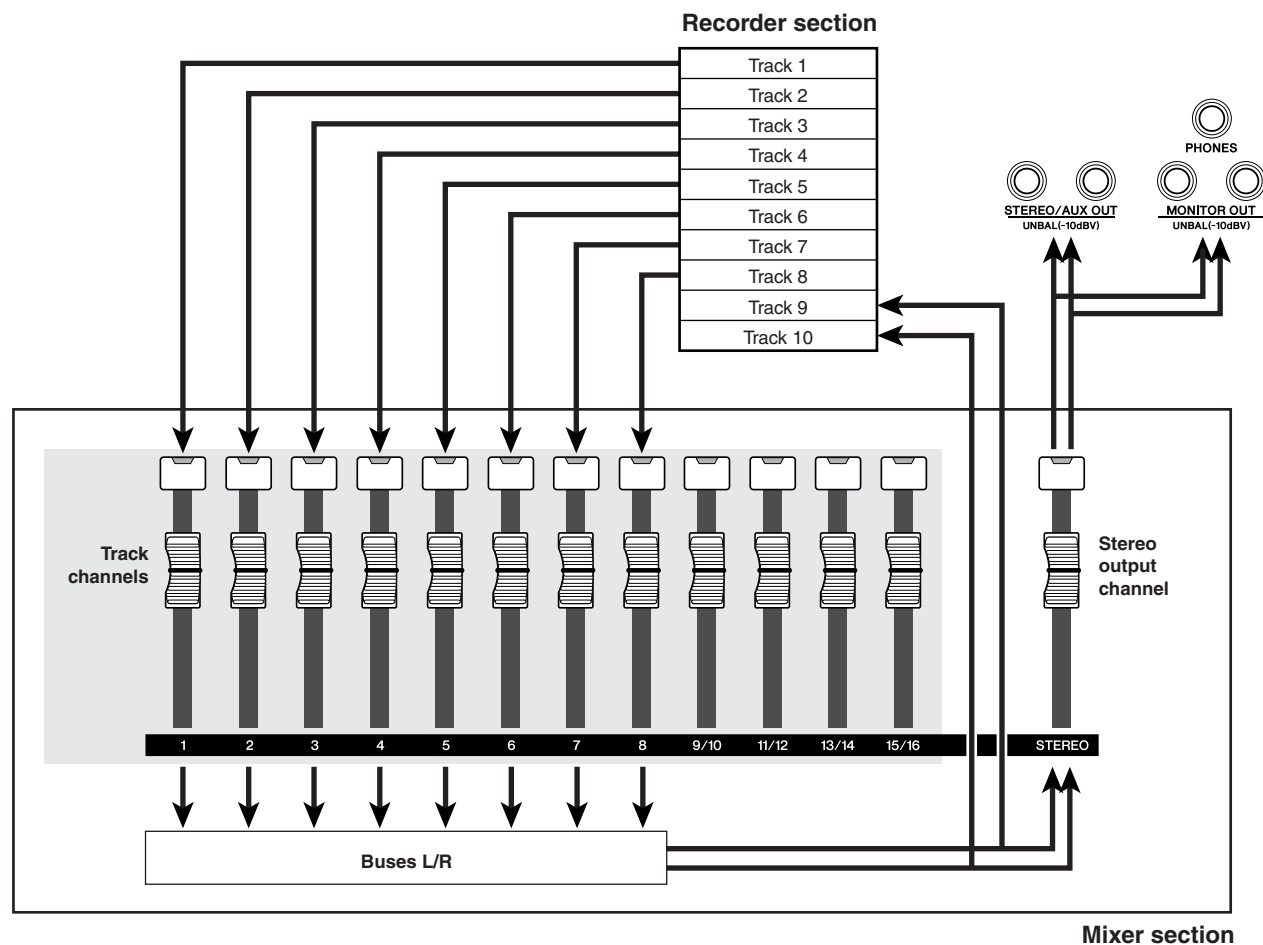 Recorder section
Track 1
Track 2
Track 3
Track 4
Track 5
Track 6
Track 7
Track 8
Track 9
Track 10
PHONES
STEREO/AUX OUT
UNBAL(-10dBV)
MONITOR OUT
UNBAL(-10dBV)
Track
channels
Stereo
output
channel
1 2 3 4 5 6 7 8 9/10 11/12 13/14 15/16 STEREO
Buses L/R
Mixer section